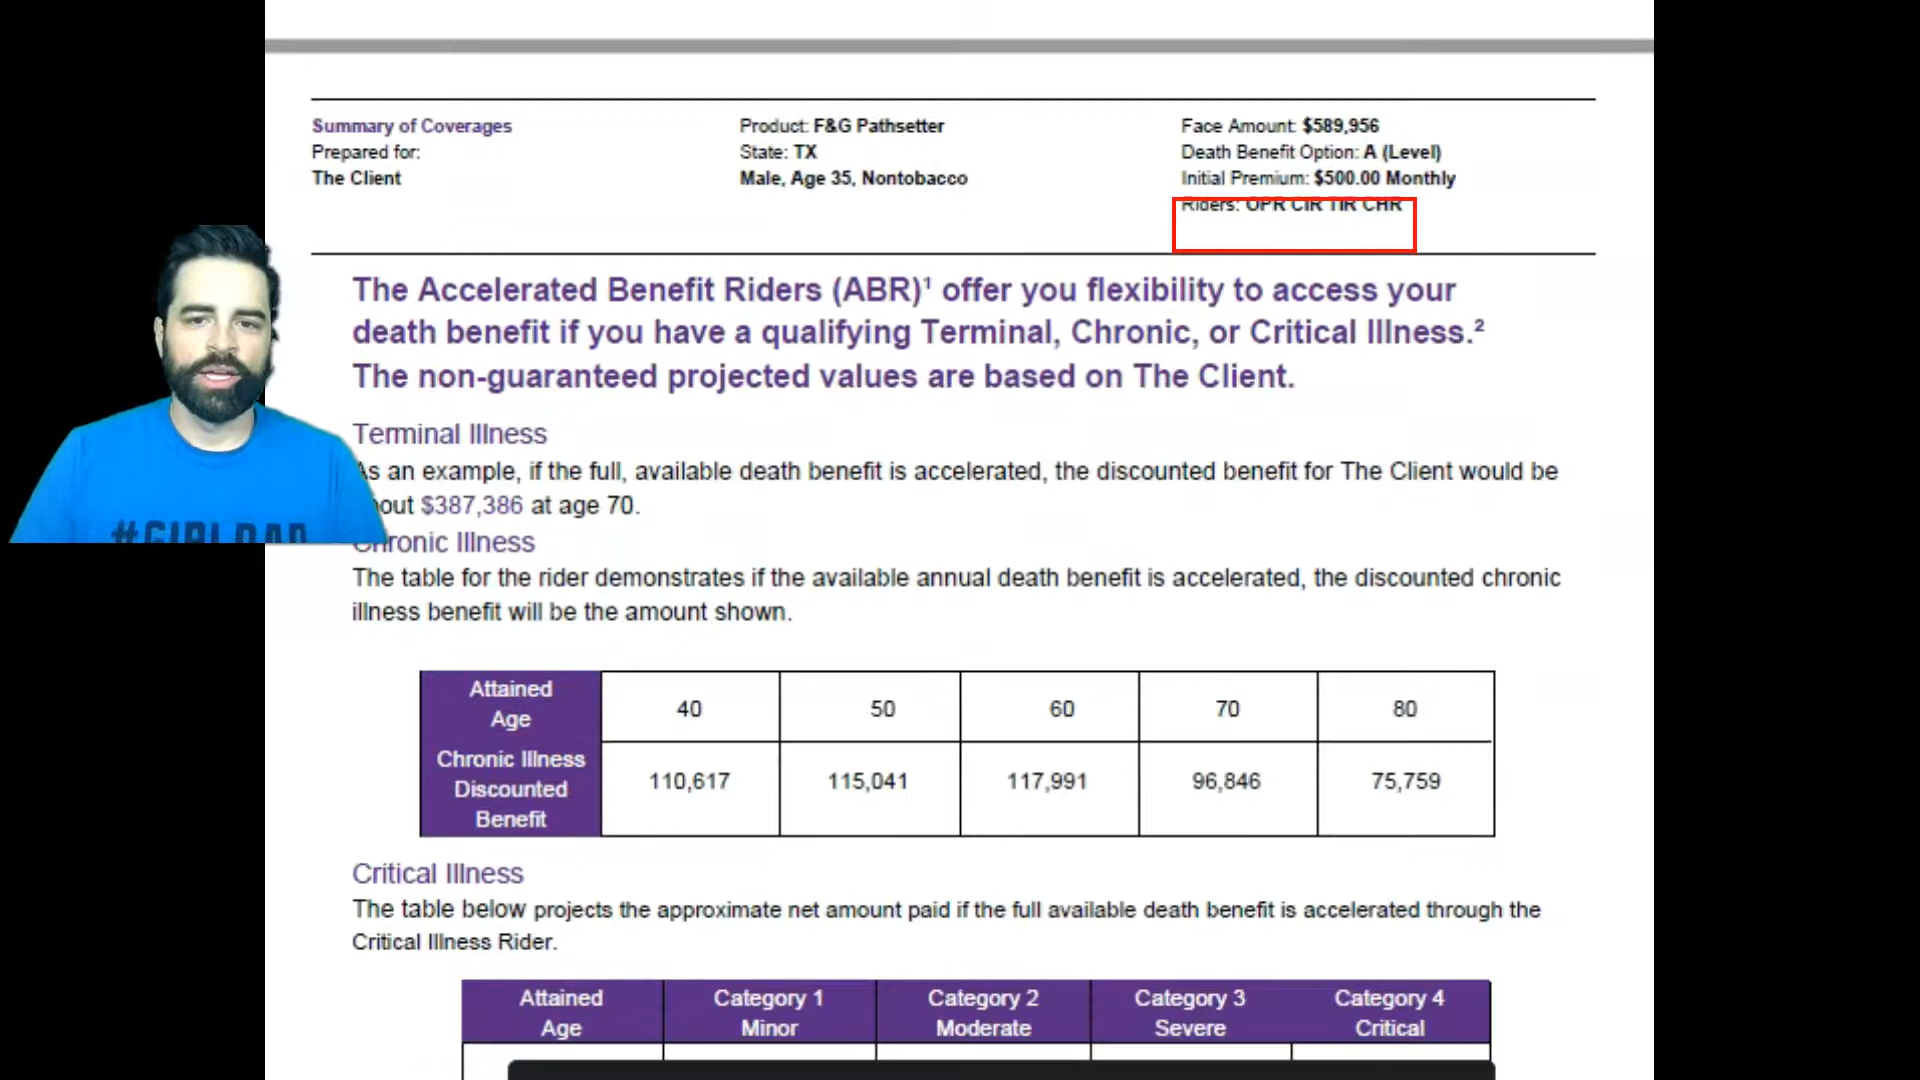 Summary of Coverages
Prepared for:
The Client
Product: F&G Pathsetter
State: TX
Male, Age 35, Nontobacco
Face Amount: $589,956
Death Benefit Option: A (Level)
Initial Premium: $500.00 Monthly
Riders: OPR CIR TIR CHR
The Accelerated Benefit Riders (ABR)¹ offer you flexibility to access your
death benefit if you have a qualifying Terminal, Chronic, or Critical Illness.²
The non-guaranteed projected values are based on The Client.
Terminal Illness
As an example, if the full, available death benefit is accelerated, the discounted benefit for The Client would be
out $387,386 at age 70.
Chronic Illness
The table for the rider demonstrates if the available annual death benefit is accelerated, the discounted chronic
illness benefit will be the amount shown.
Attained
Age
40 50 60 70 80
Chronic Illness
Discounted
Benefit
110,617 115,041 117,991 96,846 75,759
Critical Illness
The table below projects the approximate net amount paid if the full available death benefit is accelerated through the
Critical Illness Rider.
Attained
Age
Category 1
Minor
Category 2
Moderate
Category 3
Severe
Category 4
Critical
#GIRLDAD